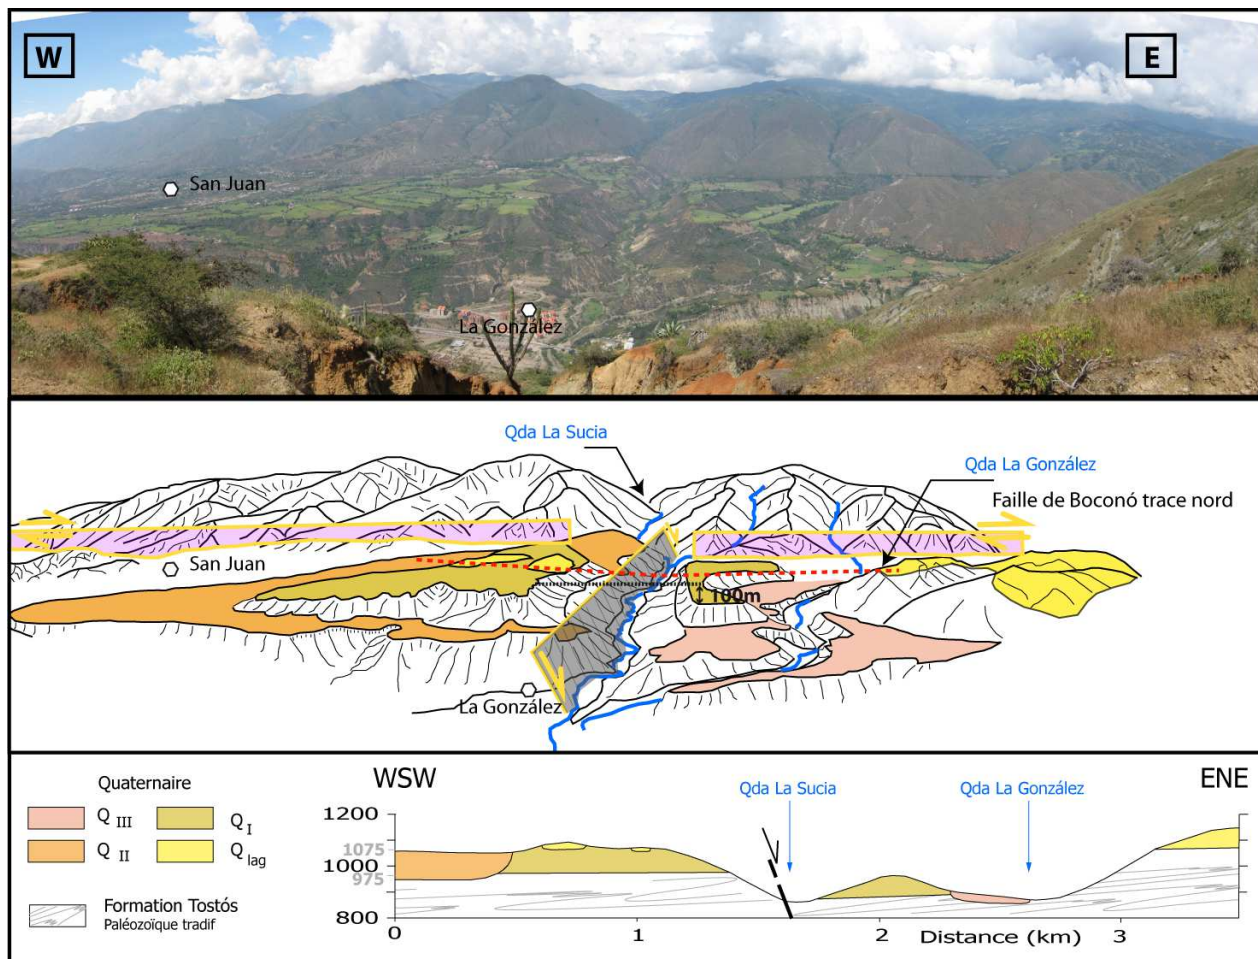 W
E
San Juan
La González
Qda La Sucia
Qda La González
Faille de Boconó trace nord
San Juan
100m
La González
Quaternaire
Q III
Q I
Q II
Q lag
Formation Tostós
Paléozoïque tradif
WSW
ENE
Qda La Sucia
Qda La González
1200
1075
1000
975
800
0
1
2
Distance (km)
3